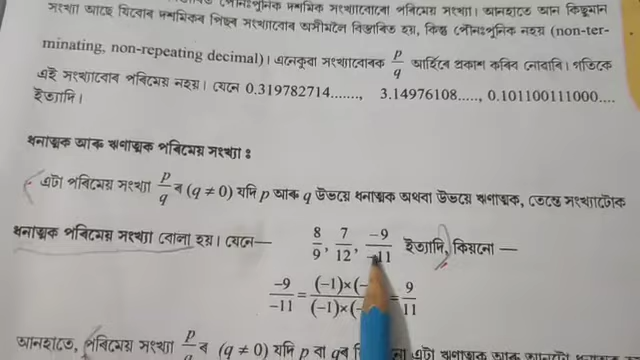 সংখ্যা আছে যিবোৰ দশমিকৰ পিছৰ সংখ্যাবোৰ অসীমলৈ বিস্তাৰিত হয়, কিন্তু পৌনঃপুনিক নহয় (non-ter-
minating, non-repeating decimal)। এনেকুৱা সংখ্যাবোৰক p/q আৰ্হিৰে প্ৰকাশ কৰিব নোৱাৰি। গতিকে
এই সংখ্যাবোৰ পৰিমেয় নহয়। যেনে 0.319782714......., 3.14976108....., 0.101100111000....
ইত্যাদি।
ধনাত্মক আৰু ঋণাত্মক পৰিমেয় সংখ্যা :
এটা পৰিমেয় সংখ্যা p/q ৰ (q ≠ 0) যদি p আৰু q উভয়ে ধনাত্মক অথবা উভয়ে ঋণাত্মক, তেন্তে সংখ্যাটোক
ধনাত্মক পৰিমেয় সংখ্যা বোলা হয়। যেনে— 8/9, 7/12, -9/-11 ইত্যাদি, কিয়নো —
-9/-11 = (-1)×(-/(-1)×(- = 9/11
আনহাতে, পৰিমেয় সংখ্যা p/q ৰ (q ≠ 0) যদি p বা qৰ